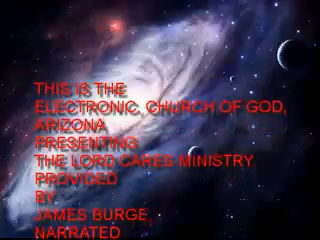 THIS IS THE
ELECTRONIC, CHURCH OF GOD,
ARIZONA
PRESENTING
THE LORD CARES MINISTRY
PROVIDED
BY
JAMES BURGE,
NARRATED